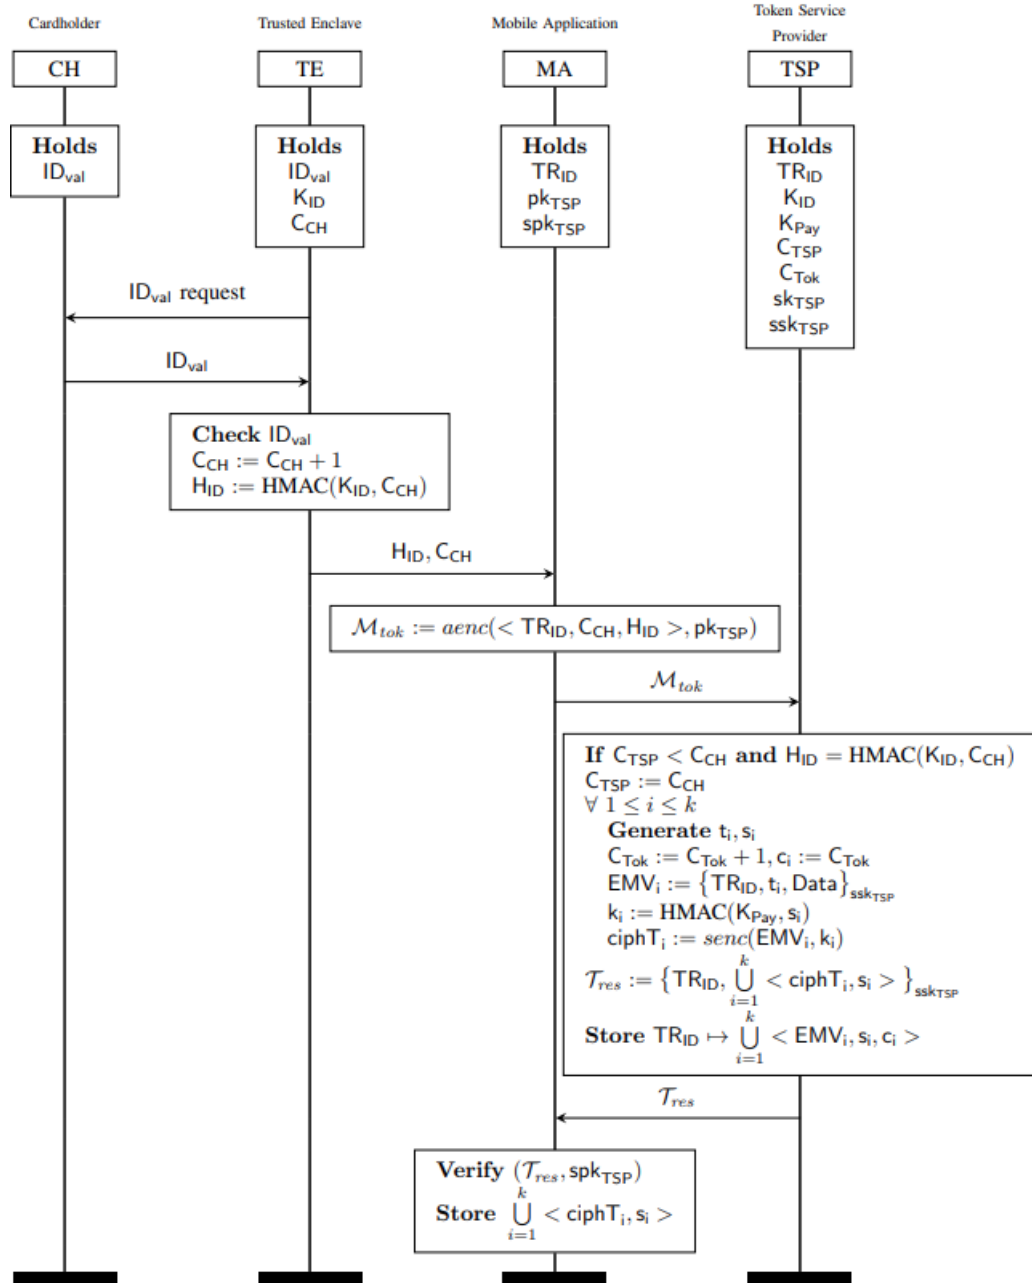 Cardholder
Trusted Enclave
Mobile Application
Token Service
Provider
CH
TE
MA
TSP
Holds
ID_val
Holds
ID_val
K_ID
C_CH
Holds
TR_ID
pk_TSP
spk_TSP
Holds
TR_ID
K_ID
K_Pay
C_TSP
C_Tok
sk_TSP
ssk_TSP
ID_val request
ID_val
Check ID_val
C_CH := C_CH + 1
H_ID := HMAC(K_ID, C_CH)
H_ID, C_CH
ℳ_tok := aenc(< TR_ID, C_CH, H_ID >, pk_TSP)
ℳ_tok
If C_TSP < C_CH and H_ID = HMAC(K_ID, C_CH)
C_TSP := C_CH
∀ 1 ≤ i ≤ k
Generate t_i, s_i
C_Tok := C_Tok + 1, c_i := C_Tok
EMV_i := {TR_ID, t_i, Data}_ssk_TSP
k_i := HMAC(K_Pay, s_i)
ciphT_i := senc(EMV_i, k_i)
𝒯_res := {TR_ID, ⋃_{i=1}^{k} < ciphT_i, s_i >}_ssk_TSP
Store TR_ID ↦ ⋃_{i=1}^{k} < EMV_i, s_i, c_i >
𝒯_res
Verify (𝒯_res, spk_TSP)
Store ⋃_{i=1}^{k} < ciphT_i, s_i >